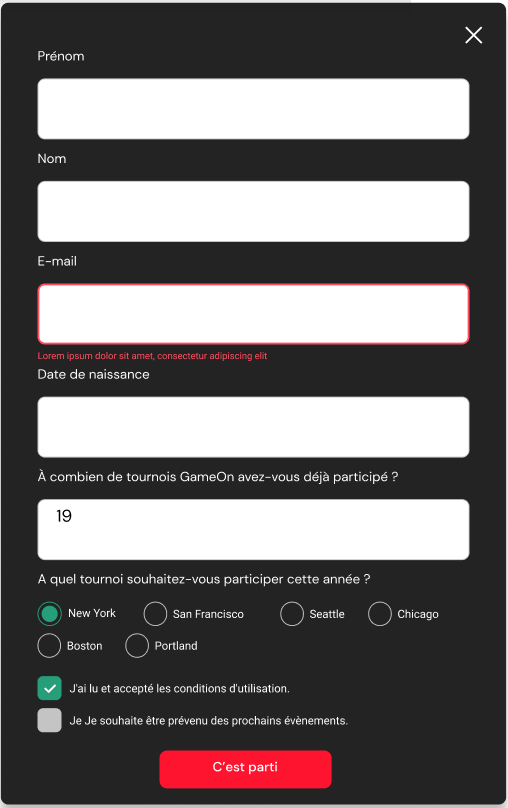 Prénom
Nom
E-mail
Lorem ipsum dolor sit amet, consectetur adipiscing elit
Date de naissance
À combien de tournois GameOn avez-vous déjà participé ?
19
A quel tournoi souhaitez-vous participer cette année ?
New York San Francisco Seattle Chicago
Boston Portland
J'ai lu et accepté les conditions d'utilisation.
Je Je souhaite être prévenu des prochains évènements.
C'est parti